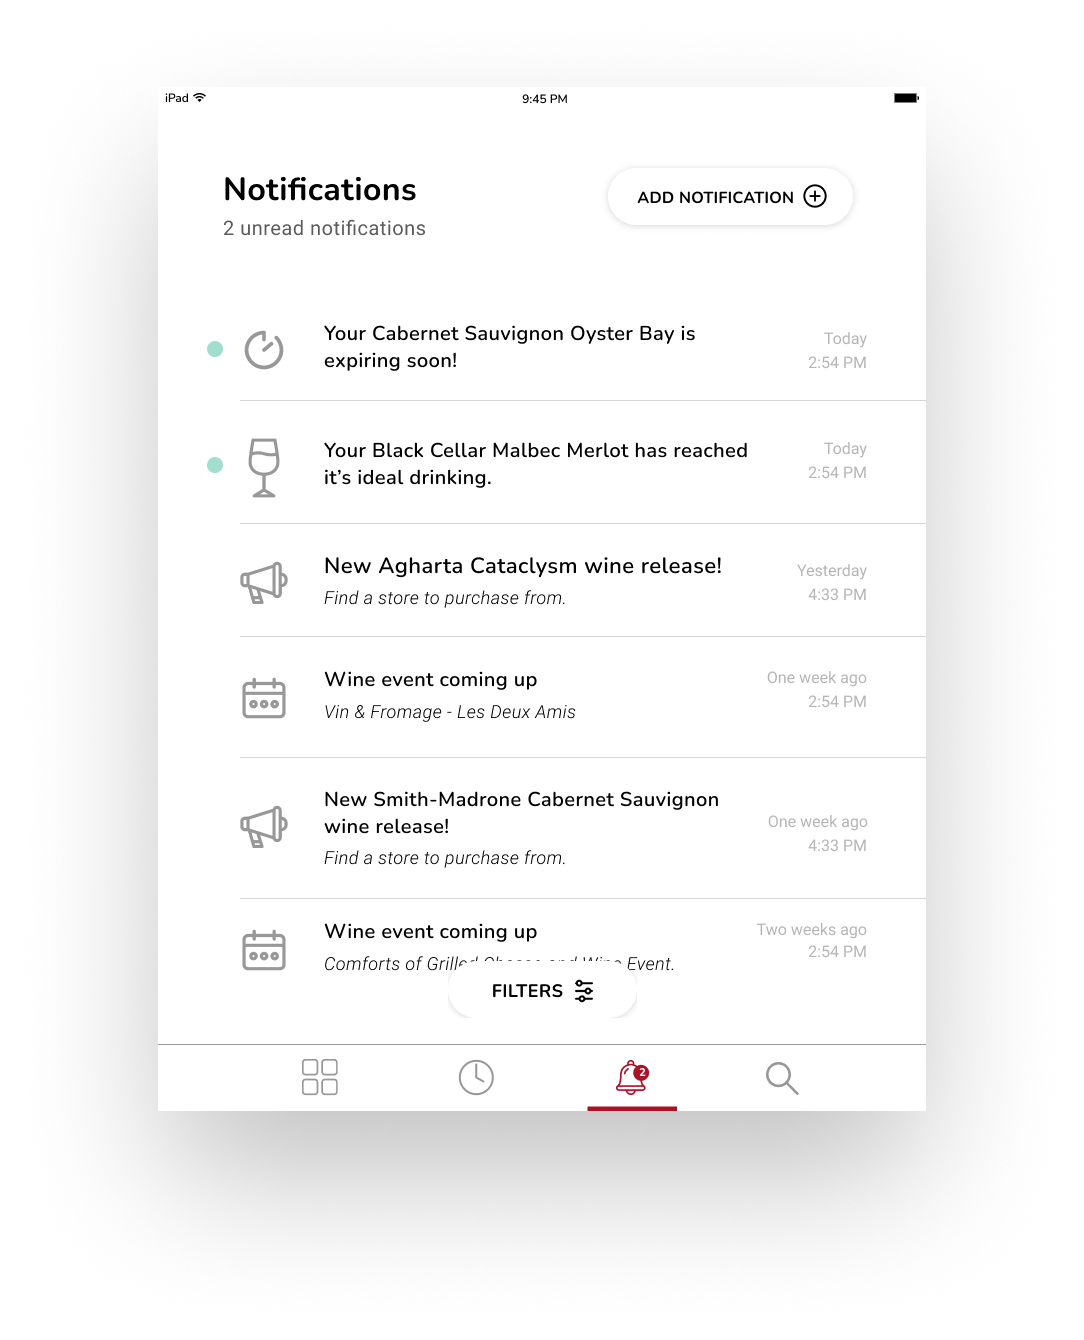 iPad
9:45 PM
Notifications
ADD NOTIFICATION
2 unread notifications
Your Cabernet Sauvignon Oyster Bay is
expiring soon!
Today
2:54 PM
Your Black Cellar Malbec Merlot has reached
it’s ideal drinking.
Today
2:54 PM
New Agharta Cataclysm wine release!
Find a store to purchase from.
Yesterday
4:33 PM
Wine event coming up
Vin & Fromage - Les Deux Amis
One week ago
2:54 PM
New Smith-Madrone Cabernet Sauvignon
wine release!
Find a store to purchase from.
One week ago
4:33 PM
Wine event coming up
Comforts of Grilled Cheese and Wine Event.
Two weeks ago
2:54 PM
FILTERS
2